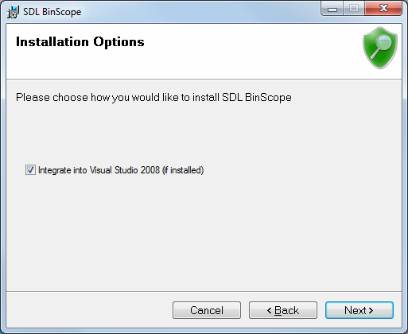 SDL BinScope
Installation Options
Please choose how you would like to install SDL BinScope
Integrate into Visual Studio 2008 (if installed)
Cancel
< Back
Next >